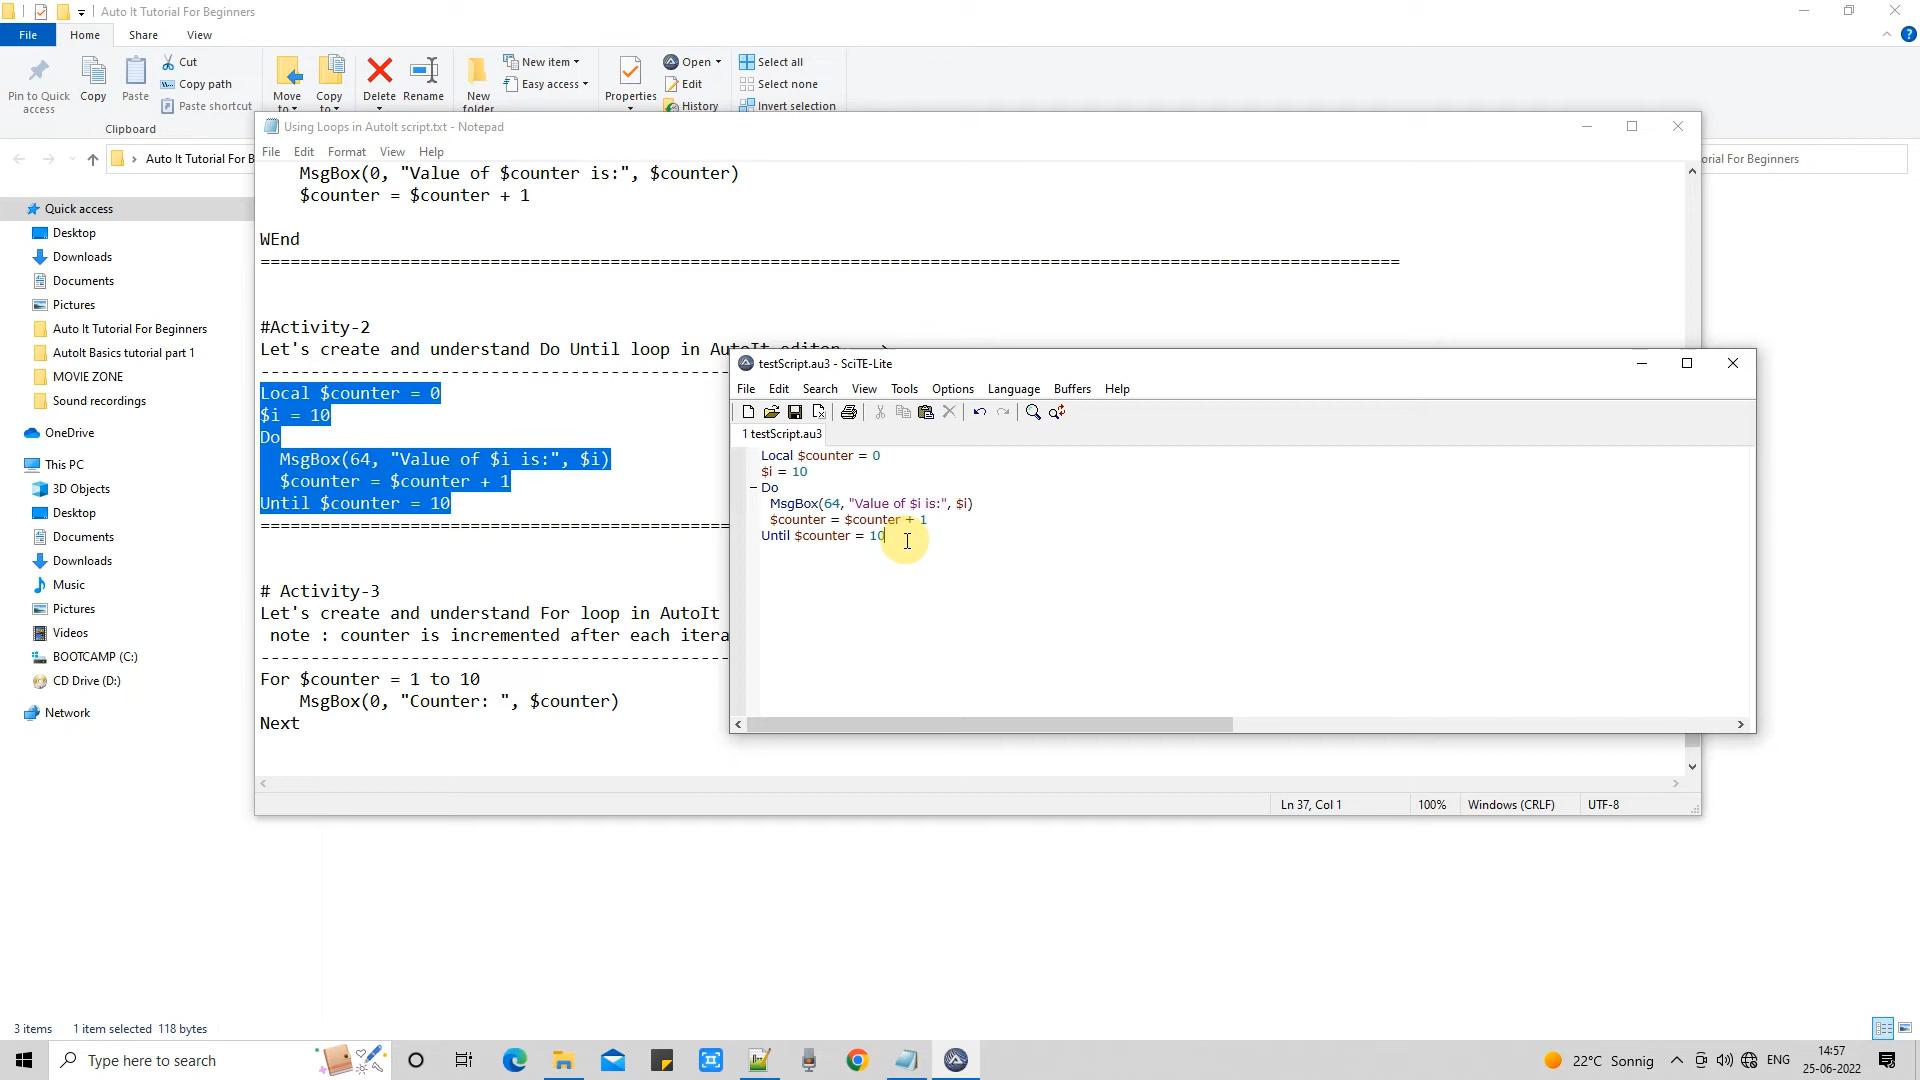 Auto It Tutorial For Beginners
File Home Share View
Pin to Quick access
Copy
Paste
Cut
Copy path
Paste shortcut
Clipboard
Move to
Copy to
Delete
Rename
New folder
New item
Easy access
Properties
Open
Edit
History
Select all
Select none
Invert selection
Auto It Tutorial For B
orial For Beginners
Quick access
Desktop
Downloads
Documents
Pictures
Auto It Tutorial For Beginners
AutoIt Basics tutorial part 1
MOVIE ZONE
Sound recordings
OneDrive
This PC
3D Objects
Desktop
Documents
Downloads
Music
Pictures
Videos
BOOTCAMP (C:)
CD Drive (D:)
Network
3 items 1 item selected 118 bytes
Using Loops in AutoIt script.txt - Notepad
File Edit Format View Help
MsgBox(0, "Value of $counter is:", $counter)
$counter = $counter + 1
WEnd
==================================================================================================================
#Activity-2
Let's create and understand Do Until loop in AutoIt editor
Local $counter = 0
$i = 10
Do
MsgBox(64, "Value of $i is:", $i)
$counter = $counter + 1
Until $counter = 10
===============================================
# Activity-3
Let's create and understand For loop in AutoIt
note : counter is incremented after each itera
-----------------------------------------------
For $counter = 1 to 10
MsgBox(0, "Counter: ", $counter)
Next
Ln 37, Col 1 100% Windows (CRLF) UTF-8
testScript.au3 - SciTE-Lite
File Edit Search View Tools Options Language Buffers Help
1 testScript.au3
Local $counter = 0
$i = 10
Do
MsgBox(64, "Value of $i is:", $i)
$counter = $counter + 1
Until $counter = 10
Type here to search
22°C Sonnig
ENG
14:57
25-06-2022